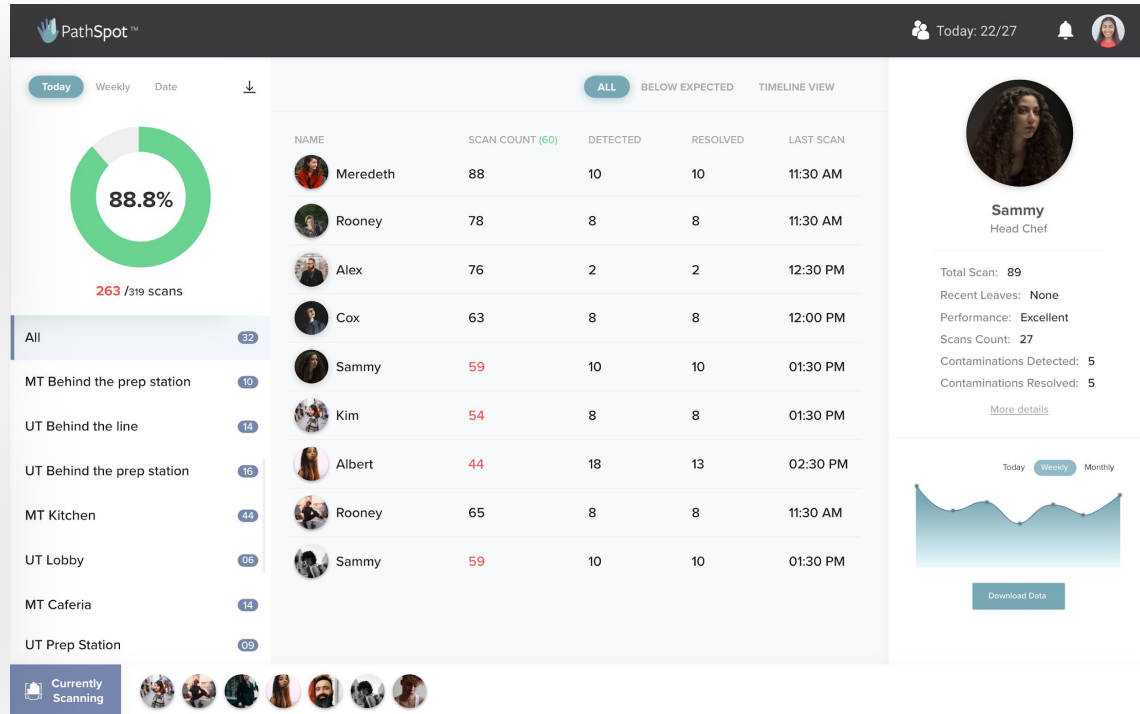 PathSpot™
Today: 22/27
Today Weekly Date
88.8%
263 /319 scans
All 32
MT Behind the prep station 10
UT Behind the line 14
UT Behind the prep station 16
MT Kitchen 44
UT Lobby 06
MT Caferia 14
UT Prep Station 09
ALL BELOW EXPECTED TIMELINE VIEW
NAME SCAN COUNT (60) DETECTED RESOLVED LAST SCAN
Meredeth 88 10 10 11:30 AM
Rooney 78 8 8 11:30 AM
Alex 76 2 2 12:30 PM
Cox 63 8 8 12:00 PM
Sammy 59 10 10 01:30 PM
Kim 54 8 8 01:30 PM
Albert 44 18 13 02:30 PM
Rooney 65 8 8 11:30 AM
Sammy 59 10 10 01:30 PM
Sammy
Head Chef
Total Scan: 89
Recent Leaves: None
Performance: Excellent
Scans Count: 27
Contaminations Detected: 5
Contaminations Resolved: 5
More details
Today Weekly Monthly
Download Data
Currently
Scanning